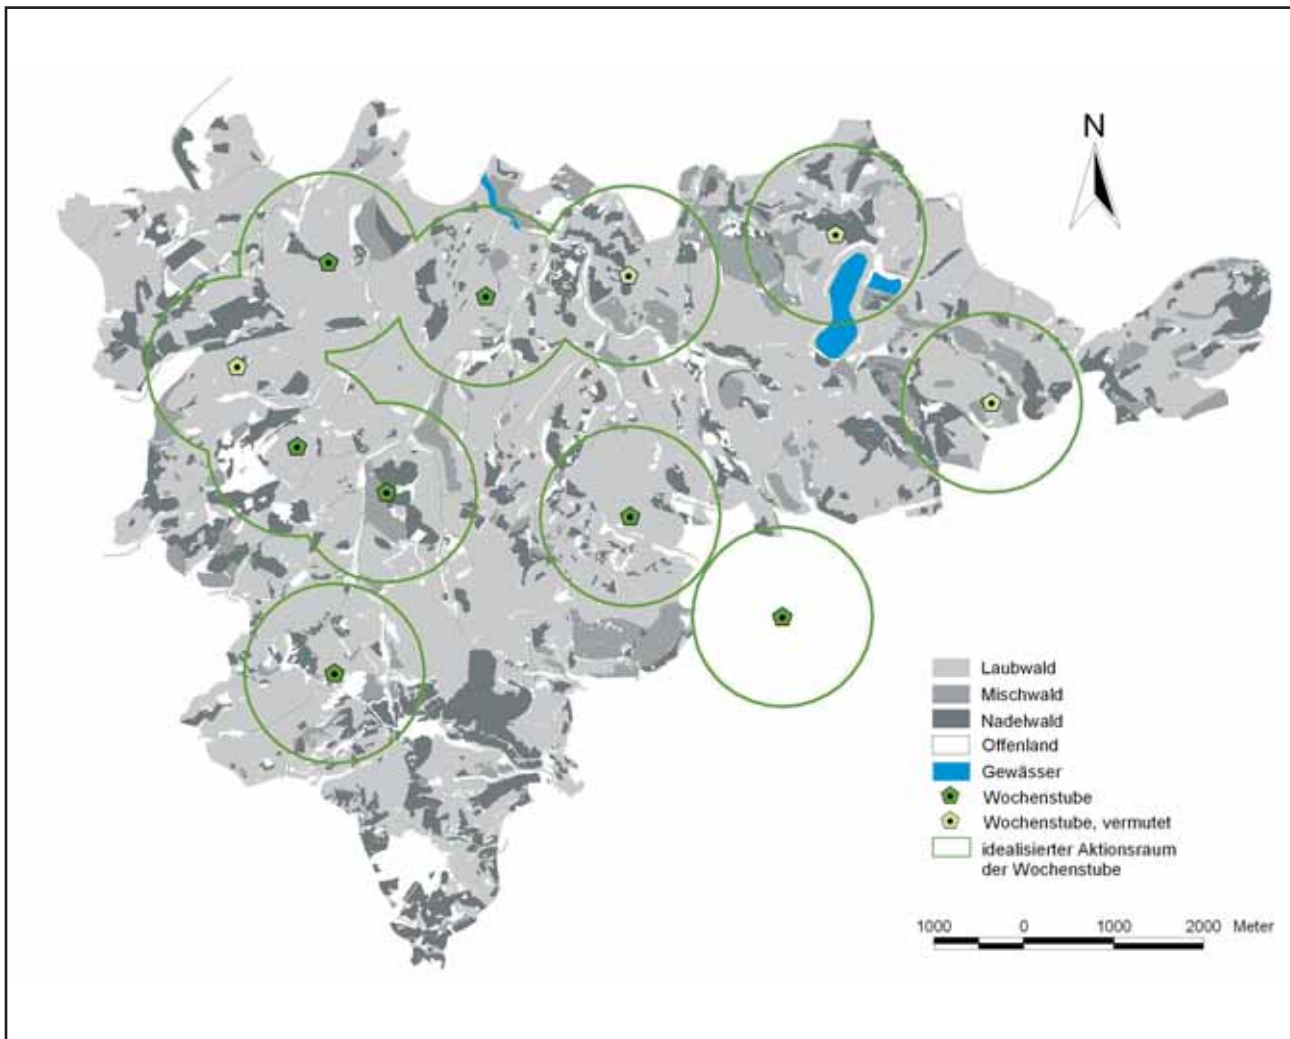 N
Laubwald
Mischwald
Nadelwald
Offenland
Gewässer
Wochenstube
Wochenstube, vermutet
idealisierter Aktionsraum
der Wochenstube
1000 0 1000 2000 Meter